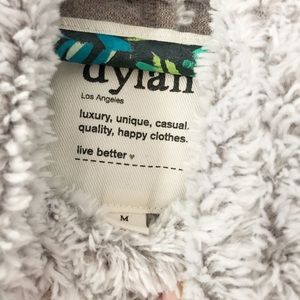 dylan
Los Angeles
luxury, unique, casual.
quality, happy clothes.
live better ♥
M